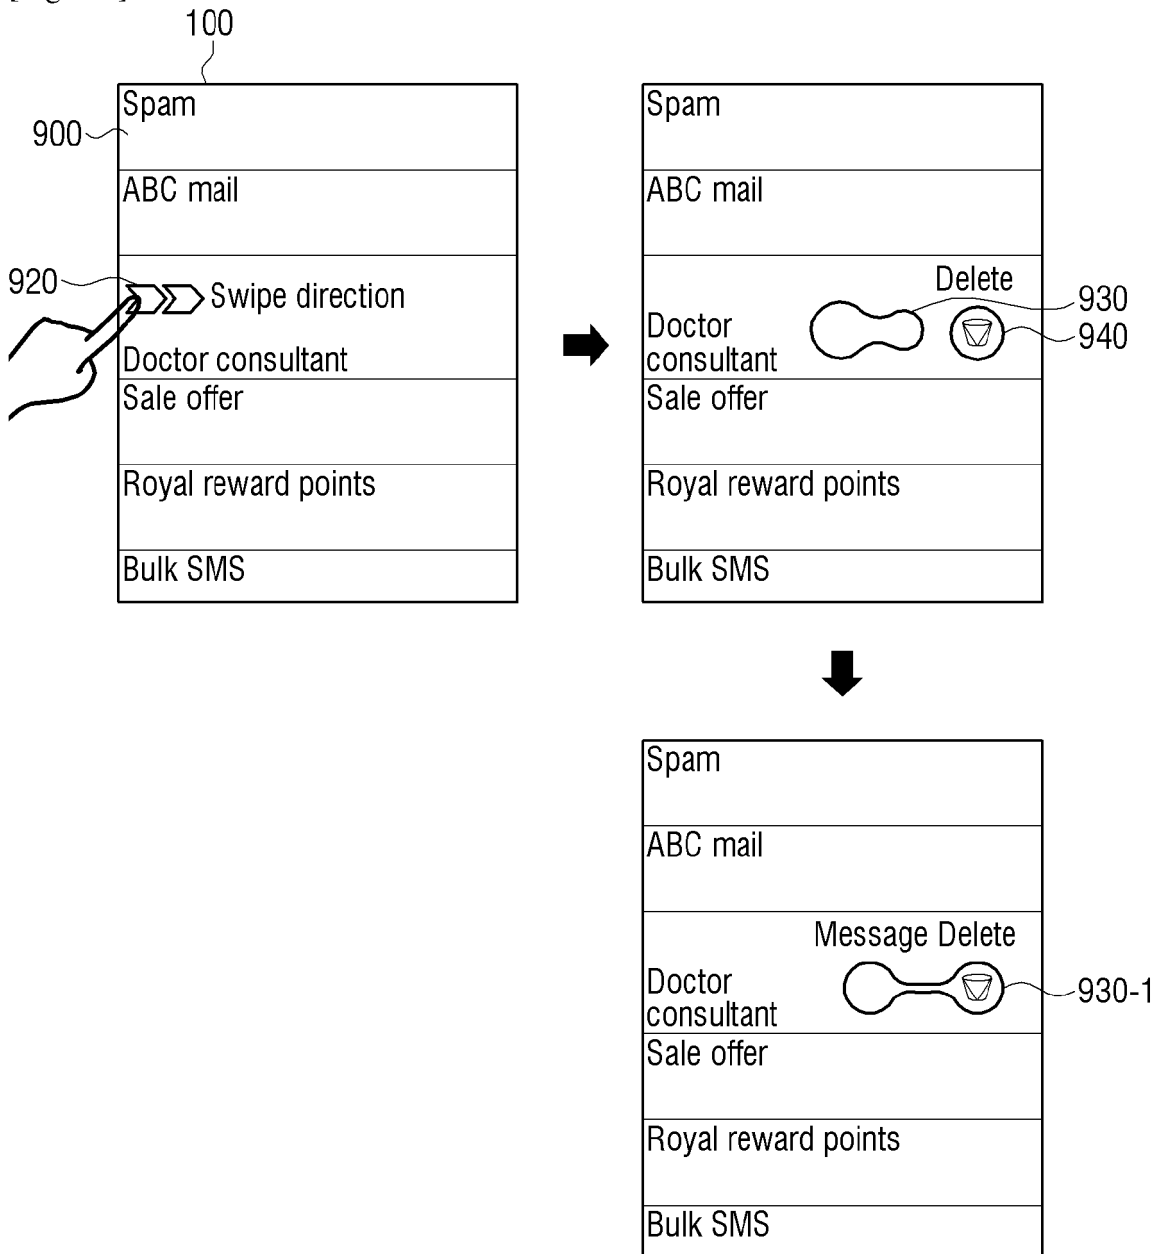 100
Spam
900
ABC mail
920
Swipe direction
Doctor consultant
Sale offer
Royal reward points
Bulk SMS
Spam
ABC mail
Delete
930
940
Doctor
consultant
Sale offer
Royal reward points
Bulk SMS
Spam
ABC mail
Message Delete
Doctor
consultant
930-1
Sale offer
Royal reward points
Bulk SMS